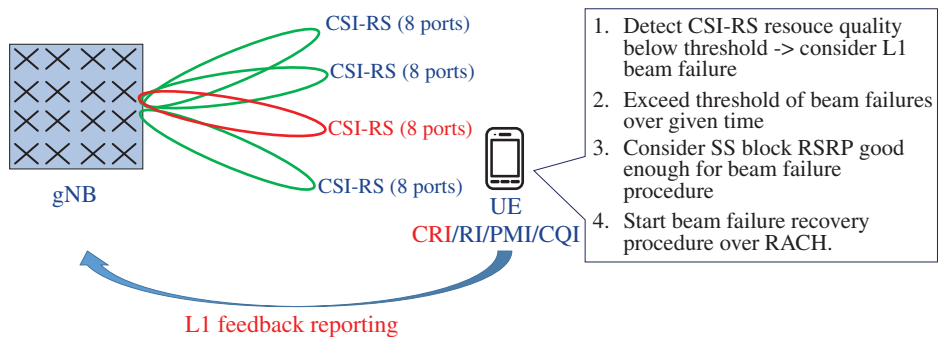 CSI-RS (8 ports)
CSI-RS (8 ports)
CSI-RS (8 ports)
CSI-RS (8 ports)
gNB
UE
CRI/RI/PMI/CQI
L1 feedback reporting
1. Detect CSI-RS resouce quality
below threshold -> consider L1
beam failure
2. Exceed threshold of beam failures
over given time
3. Consider SS block RSRP good
enough for beam failure
procedure
4. Start beam failure recovery
procedure over RACH.